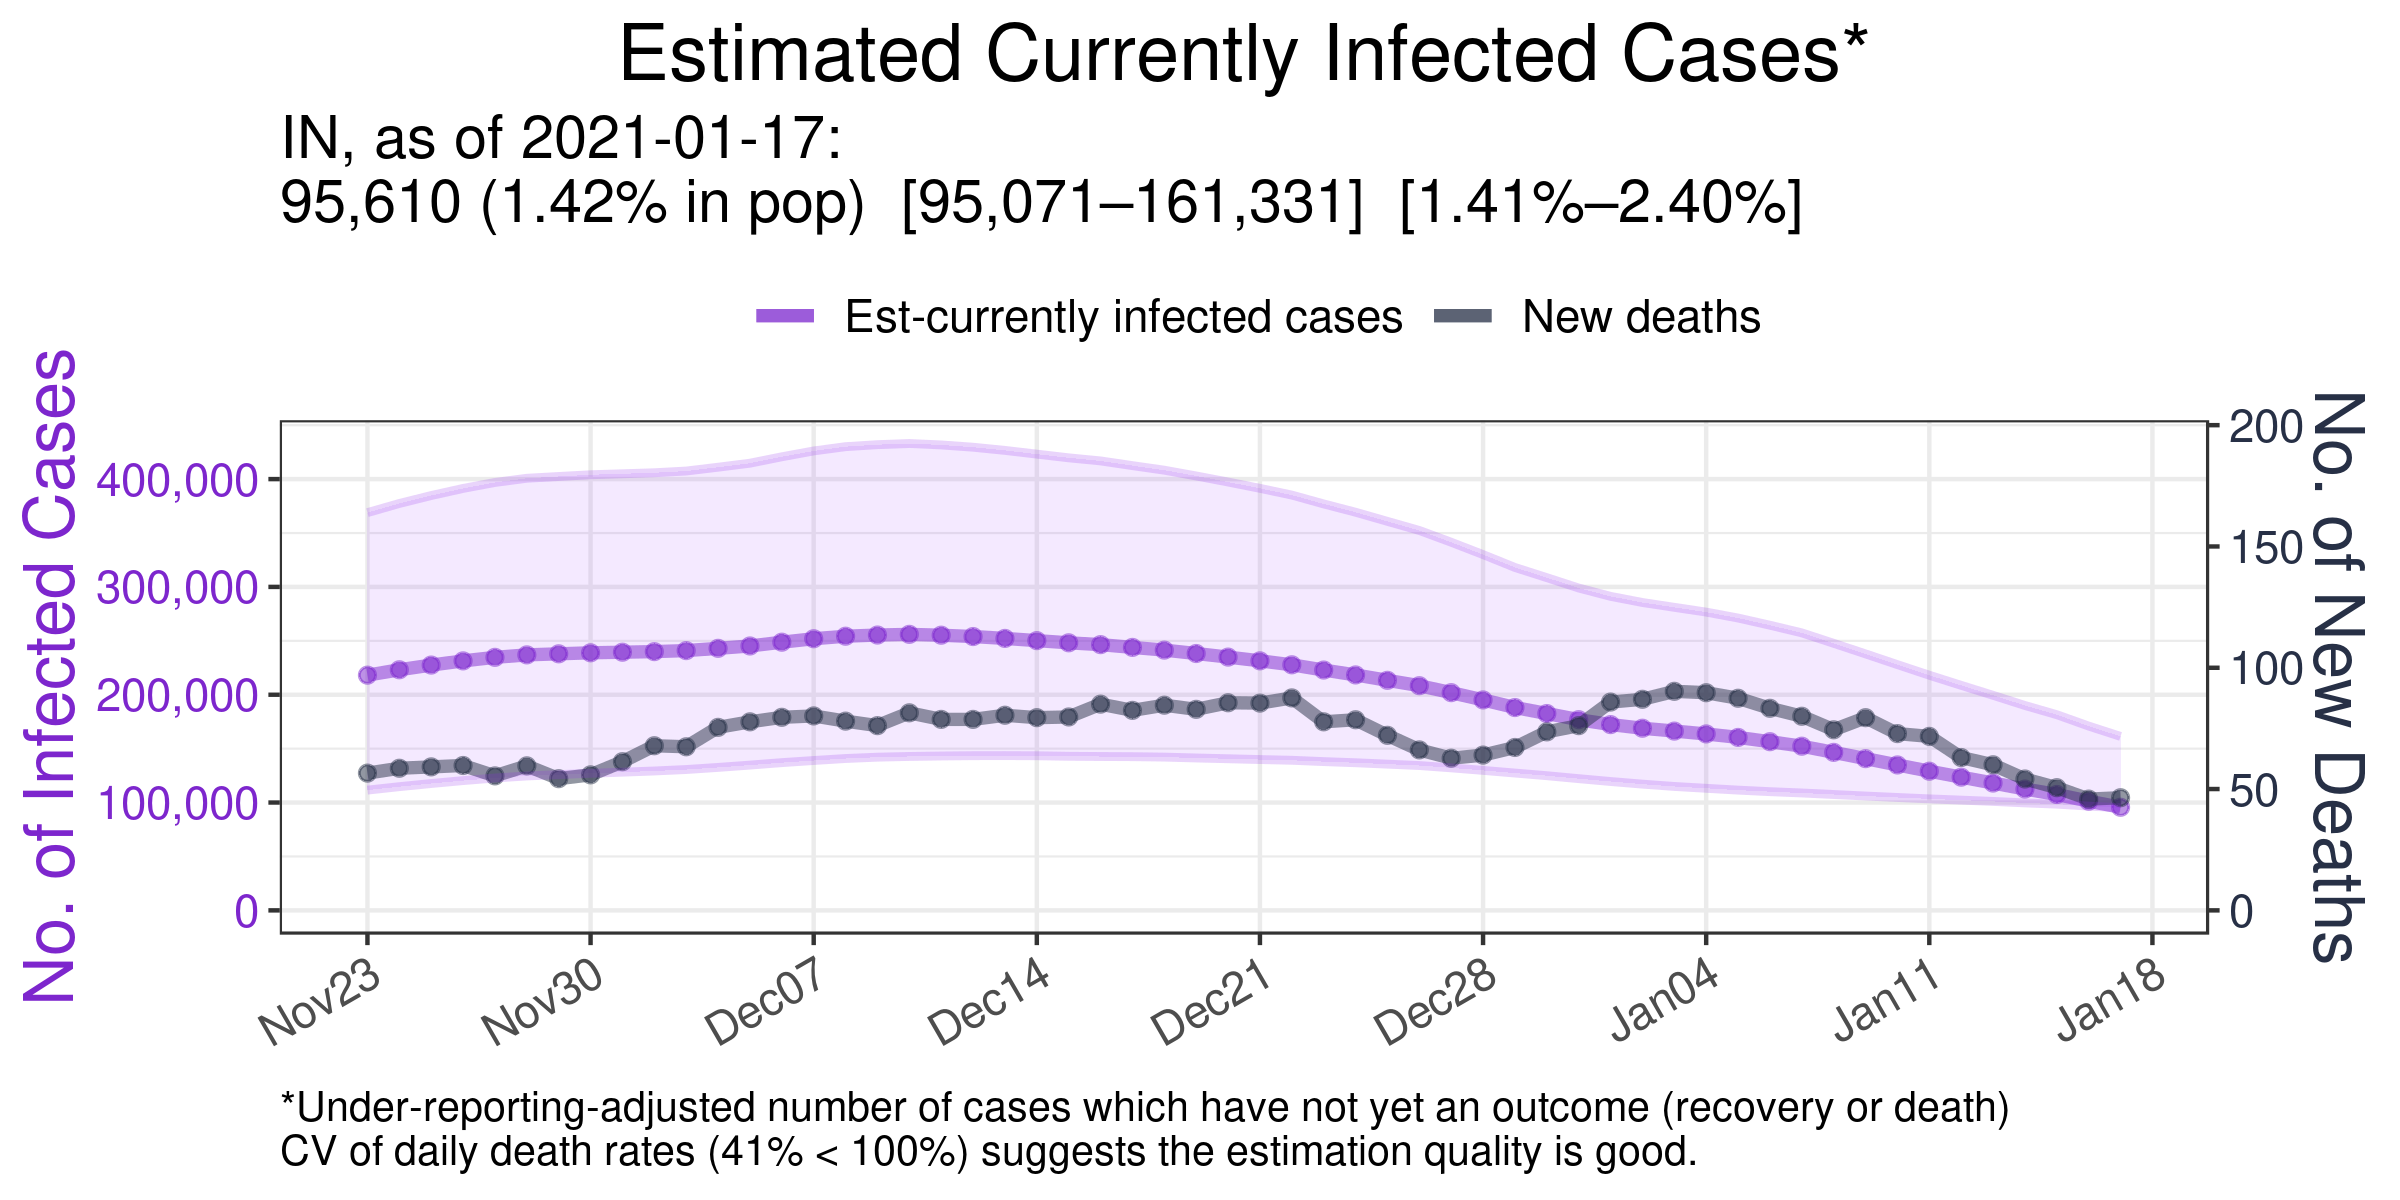 Estimated Currently Infected Cases*
IN, as of 2021-01-17:
95,610 (1.42% in pop)  [95,071–161,331]  [1.41%–2.40%]
Est-currently infected cases
New deaths
No. of Infected Cases
400,000
300,000
200,000
100,000
0
200
150
100
50
0
No. of New Deaths
Nov23
Nov30
Dec07
Dec14
Dec21
Dec28
Jan04
Jan11
Jan18
*Under-reporting-adjusted number of cases which have not yet an outcome (recovery or death)
CV of daily death rates (41% < 100%) suggests the estimation quality is good.